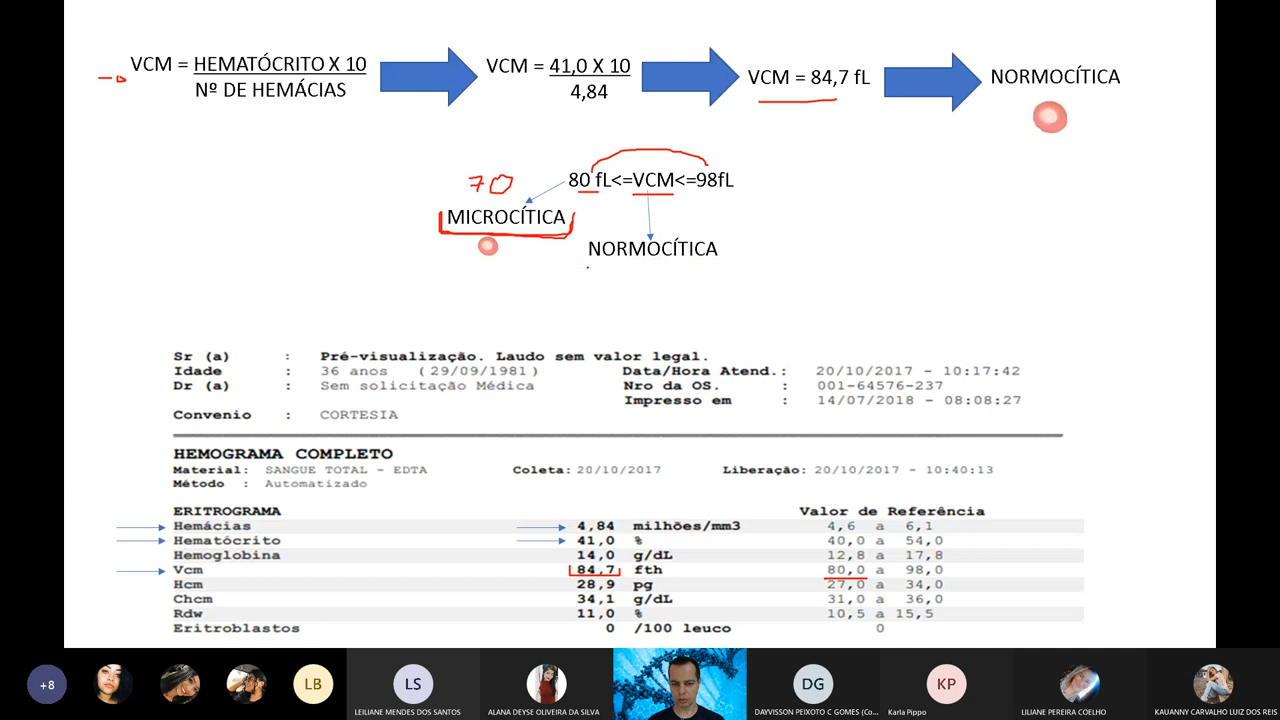 VCM = HEMATÓCRITO X 10
Nº DE HEMÁCIAS
VCM = 41,0 X 10
4,84
VCM = 84,7 fL
NORMOCÍTICA
70
80 fL<=VCM<=98fL
MICROCÍTICA
NORMOCÍTICA
Sr (a) : Pré-visualização. Laudo sem valor legal.
Idade : 36 anos (29/09/1981) Data/Hora Atend.: 20/10/2017 - 10:17:42
Dr (a) : Sem solicitação Médica Nro da OS. : 001-64576-237
Impresso em : 14/07/2018 - 08:08:27
Convenio : CORTESIA
HEMOGRAMA COMPLETO
Material: SANGUE TOTAL - EDTA Coleta: 20/10/2017 Liberação: 20/10/2017 - 10:40:13
Método : Automatizado
ERITROGRAMA Valor de Referência
Hemácias 4,84 milhões/mm3 4,6 a 6,1
Hematócrito 41,0 % 40,0 a 54,0
Hemoglobina 14,0 g/dL 12,8 a 17,8
Vcm 84,7 fth 80,0 a 98,0
Hcm 28,9 pg 27,0 a 34,0
Chcm 34,1 g/dL 31,0 a 36,0
Rdw 11,0 % 10,5 a 15,5
Eritroblastos 0 /100 leuco 0
+8
LB
LS
DG
KP
LEILIANE MENDES DOS SANTOS
ALANA DEYSE OLIVEIRA DA SILVA
DAYVISSON PEIXOTO C GOMES (Co...
Karla Pippo
LILIANE PEREIRA COELHO
KAUANNY CARVALHO LUIZ DOS REIS